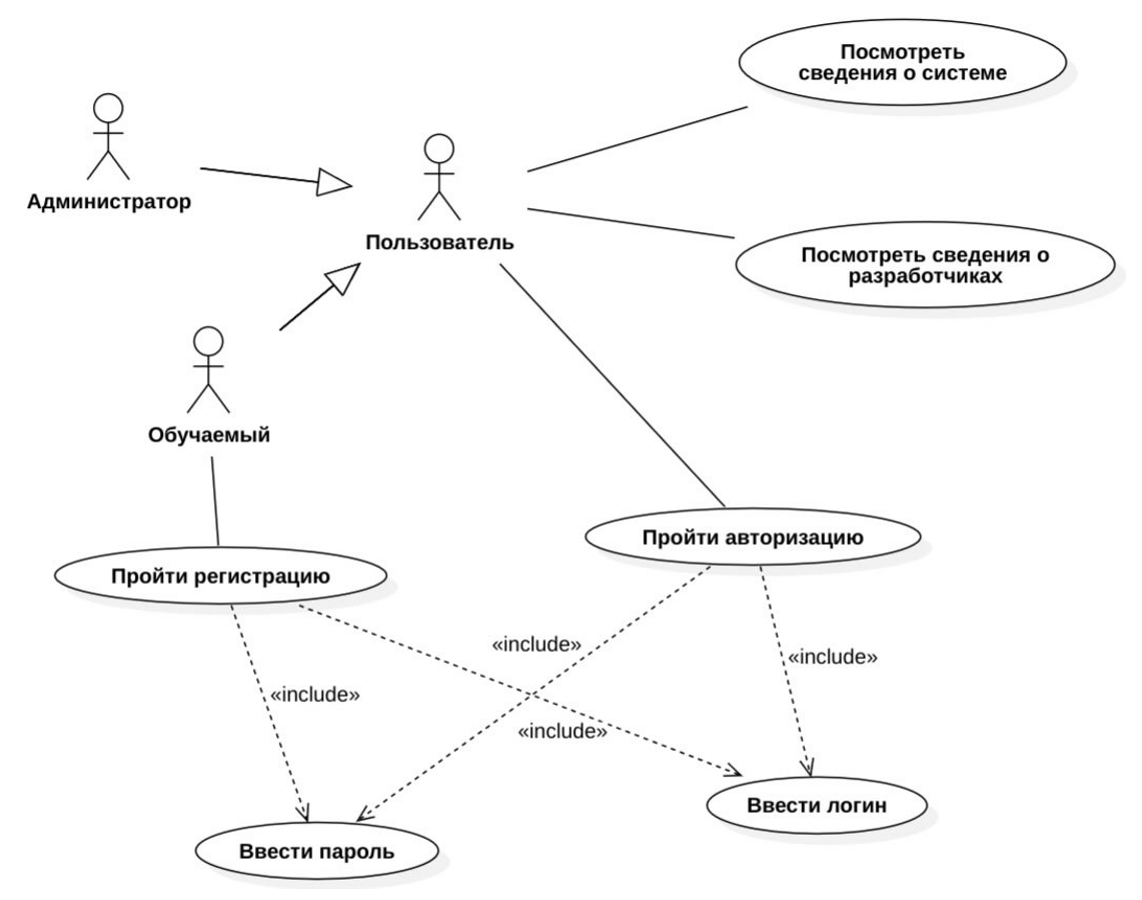 Посмотреть
сведения о системе
Администратор
Пользователь
Посмотреть сведения о
разработчиках
Обучаемый
Пройти авторизацию
Пройти регистрацию
«include»
«include»
«include»
«include»
Ввести логин
Ввести пароль